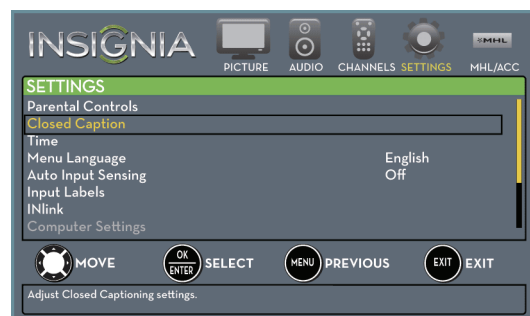 INSIGNIA
PICTURE AUDIO CHANNELS SETTINGS MHL/ACC
MHL
SETTINGS
Parental Controls
Closed Caption
Time
Menu Language English
Auto Input Sensing Off
Input Labels
INlink
Computer Settings
MOVE OK ENTER SELECT MENU PREVIOUS EXIT EXIT
Adjust Closed Captioning settings.